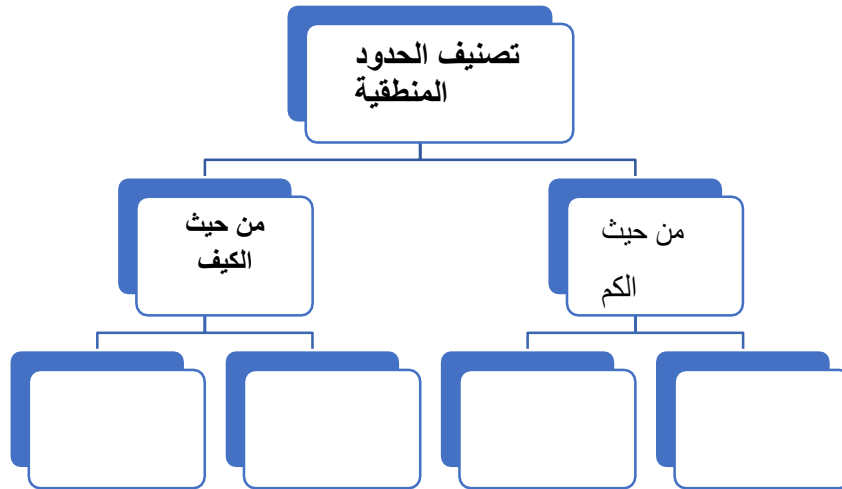 تصنيف الحدود
المنطقية
من حيث
الكم
من حيث
الكيف